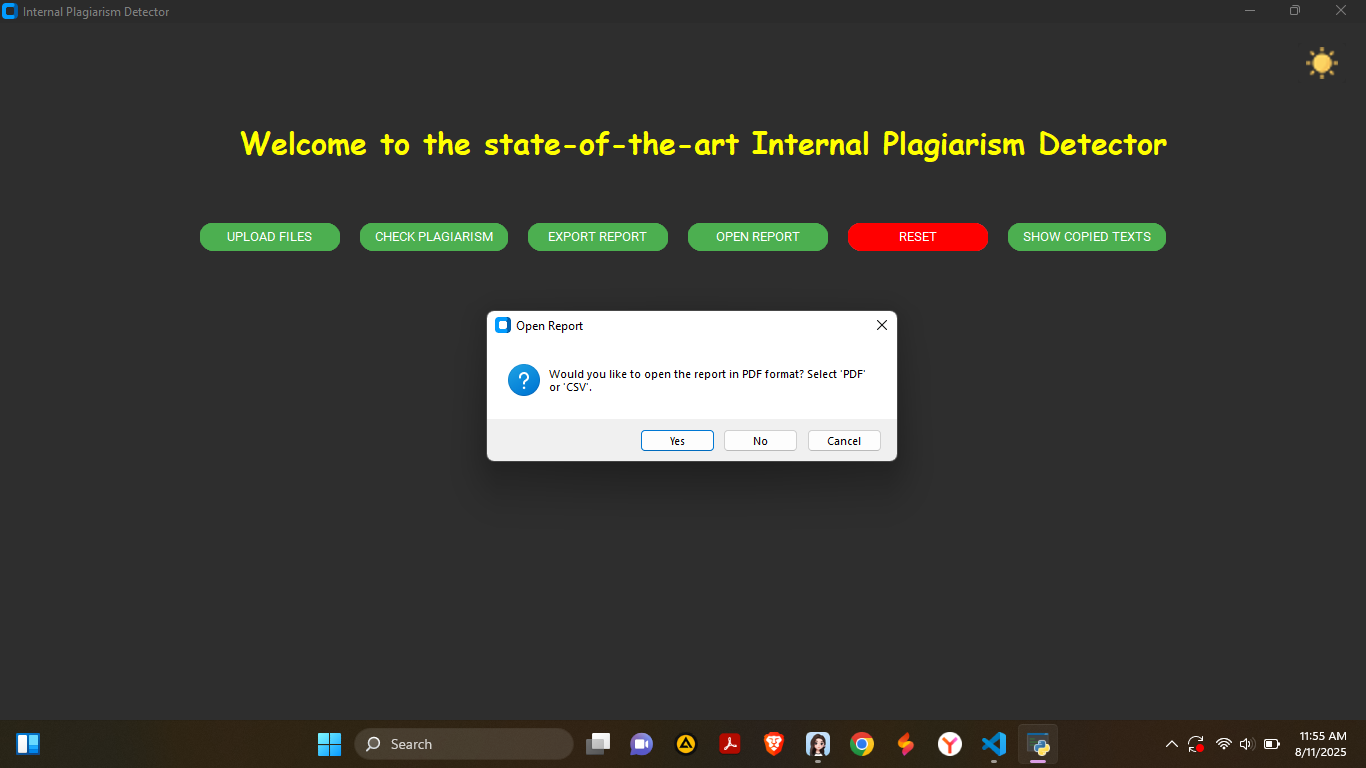 Internal Plagiarism Detector
Welcome to the state-of-the-art Internal Plagiarism Detector
UPLOAD FILES
CHECK PLAGIARISM
EXPORT REPORT
OPEN REPORT
RESET
SHOW COPIED TEXTS
Open Report
Would you like to open the report in PDF format? Select 'PDF'
or 'CSV'.
Yes
No
Cancel
Search
11:55 AM
8/11/2025